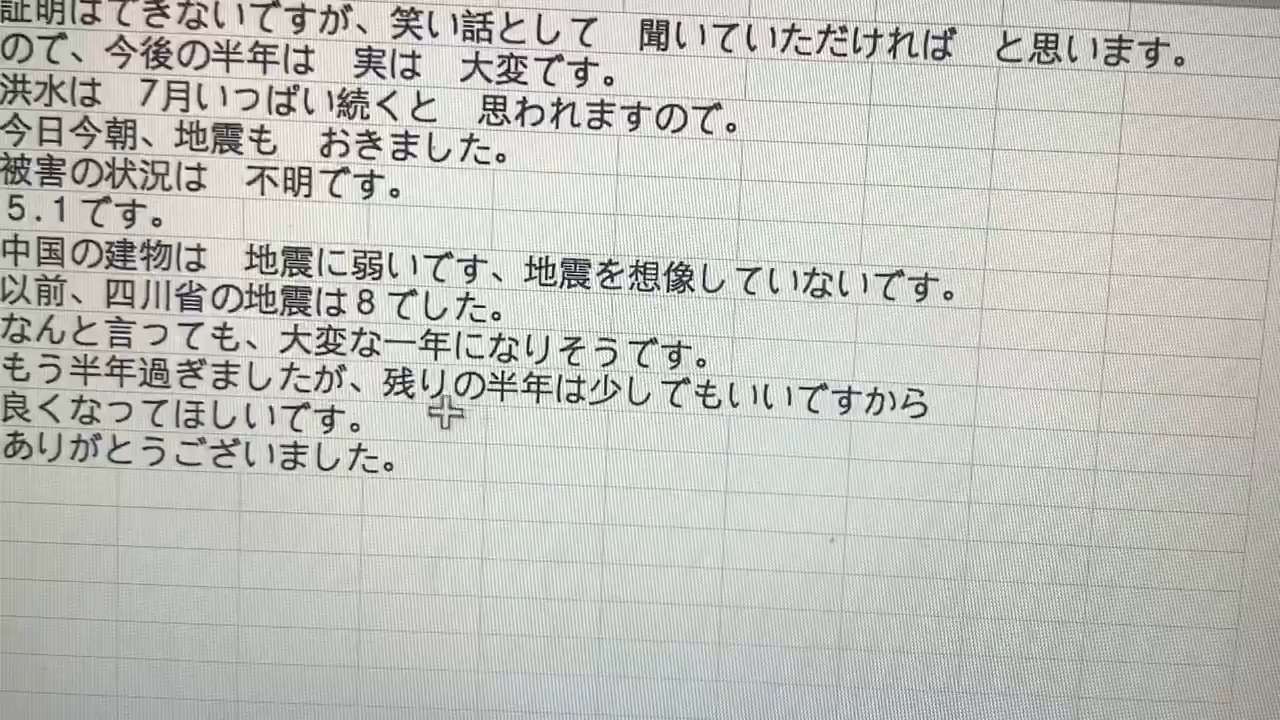 証明はできないですが、笑い話として　聞いていただければ　と思います。
ので、今後の半年は　実は　大変です。
洪水は　7月いっぱい続くと　思われますので。
今日今朝、地震も　おきました。
被害の状況は　不明です。
5.1です。
中国の建物は　地震に弱いです、地震を想像していないです。
以前、四川省の地震は8でした。
なんと言っても、大変な一年になりそうです。
もう半年過ぎましたが、残りの半年は少しでもいいですから
良くなってほしいです。
ありがとうございました。